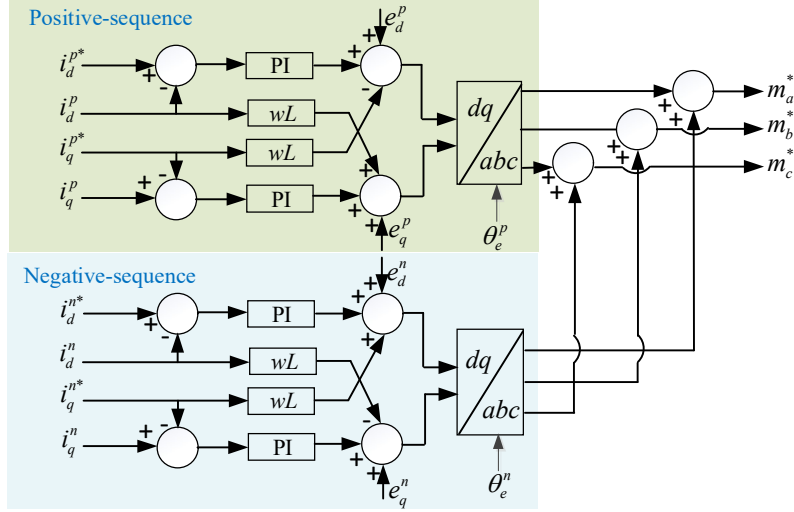 Positive-sequence
e_d^p
i_d^{p*}
PI
i_d^p
wL
i_q^{p*}
wL
i_q^p
PI
e_q^p
dq
abc
θ_e^p
m_a^*
m_b^*
m_c^*
Negative-sequence
e_d^n
i_d^{n*}
PI
i_d^n
wL
i_q^{n*}
wL
i_q^n
PI
e_q^n
dq
abc
θ_e^n